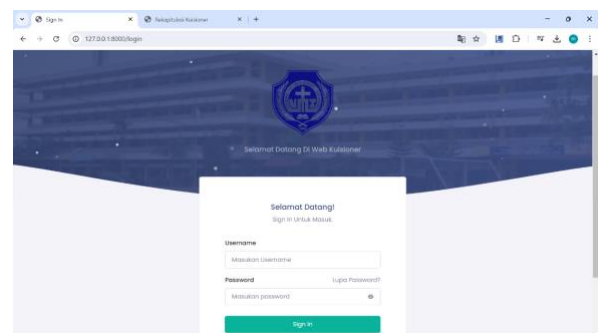 Sign In
Rekapitulasi Kuisioner
127.0.0.1:8000/login
UMZ
Selamat Datang Di Web Kuisioner
Selamat Datang!
Sign In Untuk Masuk.
Username
Masukan Username
Password
Lupa Password?
Masukan password
Sign In